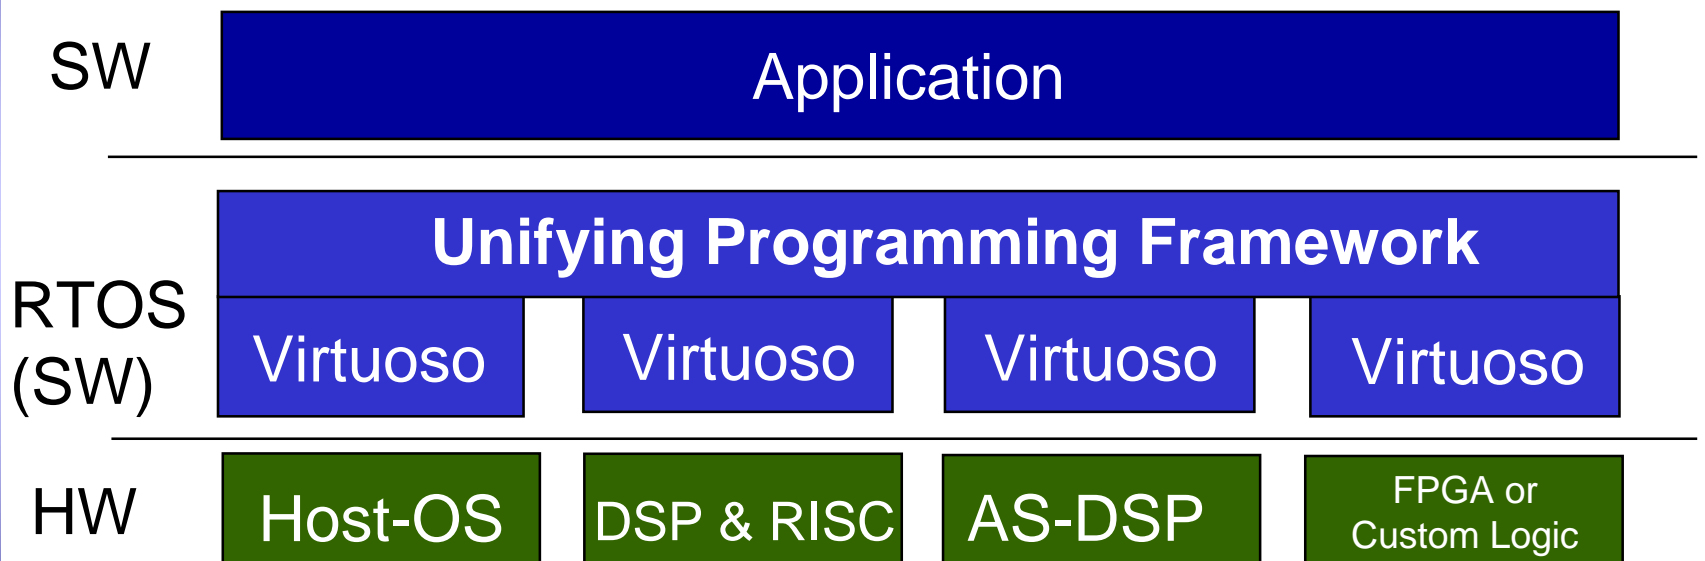 SW
Application
Unifying Programming Framework
RTOS
(SW)
Virtuoso
Virtuoso
Virtuoso
Virtuoso
HW
Host-OS
DSP & RISC
AS-DSP
FPGA or
Custom Logic